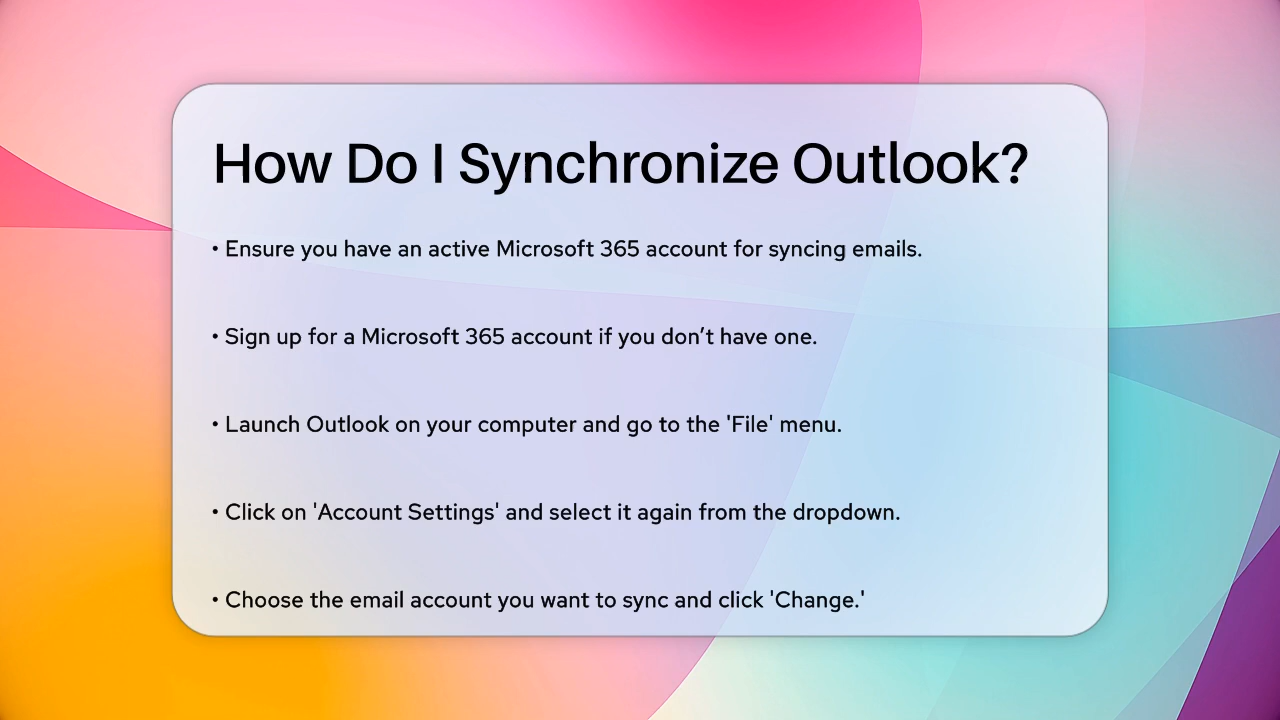 How Do I Synchronize Outlook?
• Ensure you have an active Microsoft 365 account for syncing emails.
• Sign up for a Microsoft 365 account if you don’t have one.
• Launch Outlook on your computer and go to the 'File' menu.
• Click on 'Account Settings' and select it again from the dropdown.
• Choose the email account you want to sync and click 'Change.'